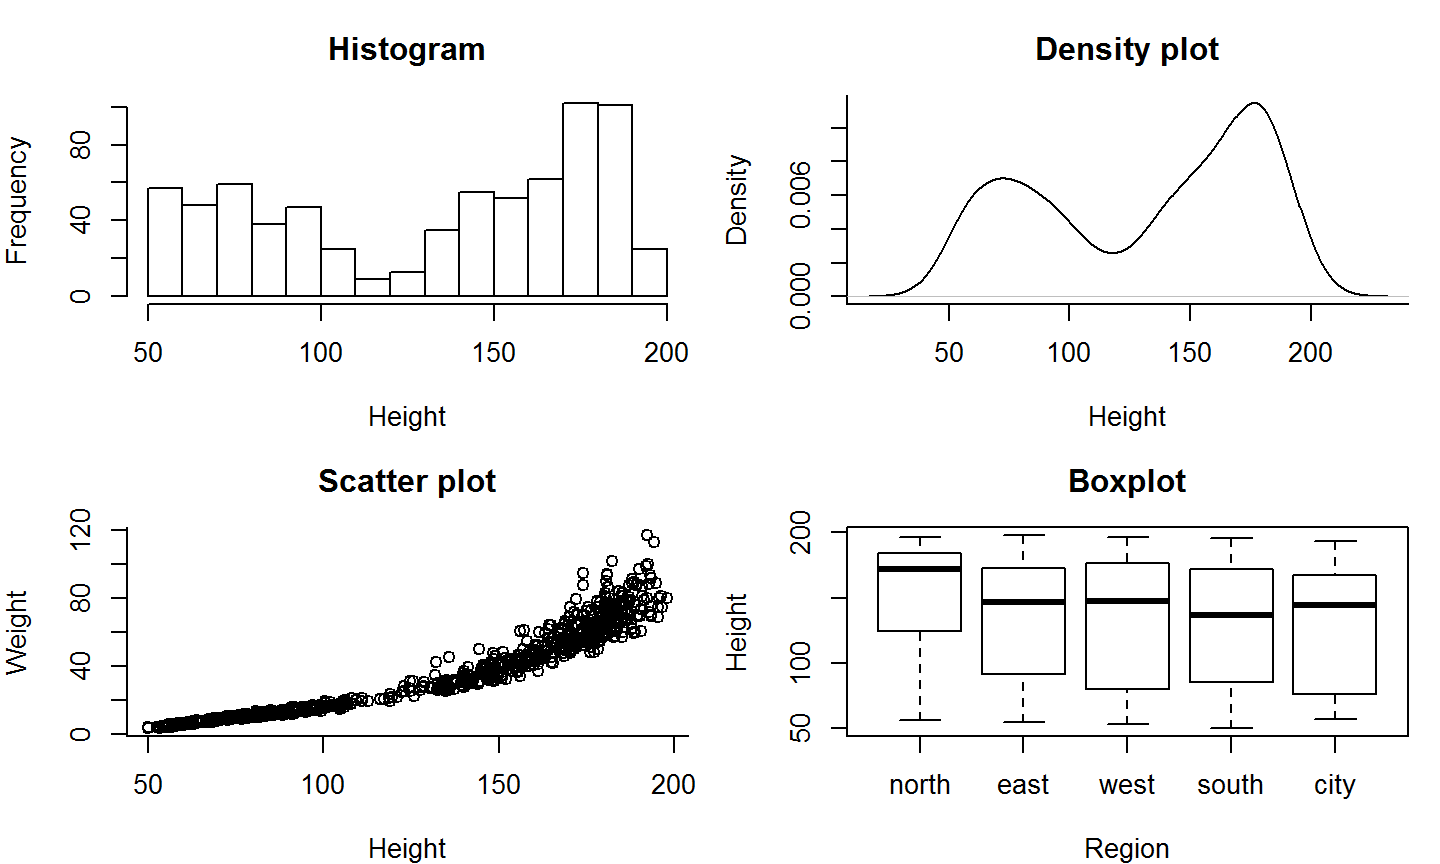 Histogram
Frequency
0
40
80
50 100 150 200
Height
Density plot
Density
0.000
0.006
50 100 150 200
Height
Scatter plot
Weight
0
40
80
120
50 100 150 200
Height
Boxplot
Height
50
100
200
north east west south city
Region